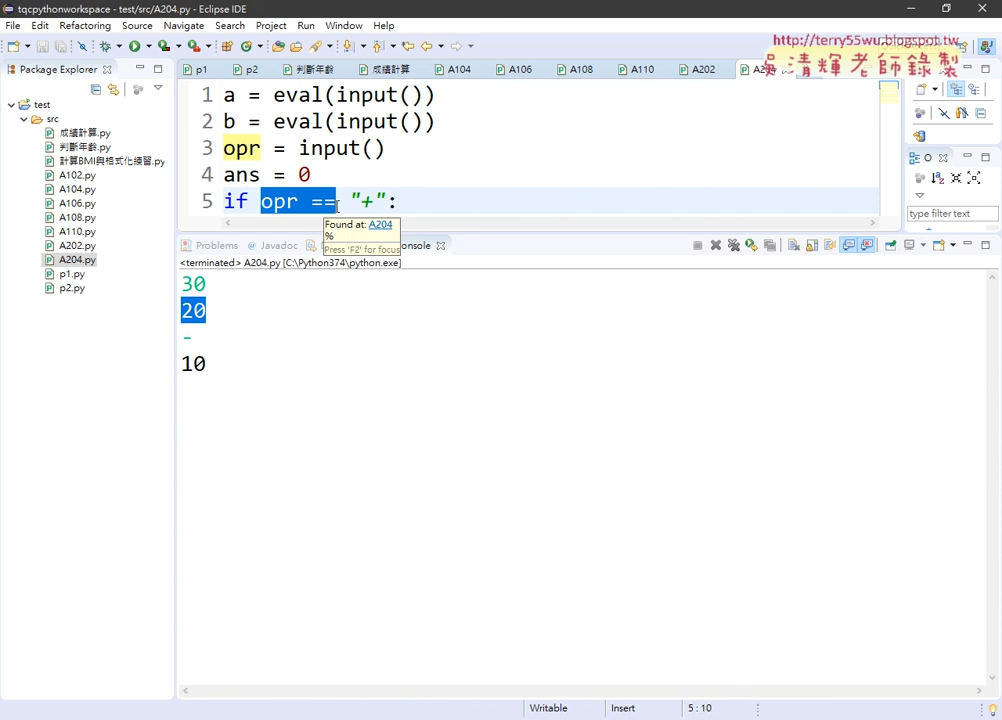 tqcpythonworkspace - test/src/A204.py - Eclipse IDE
File Edit Refactoring Source Navigate Search Project Run Window Help
http://terry55wu.blogspot.tw
吳清輝老師錄製
Package Explorer
p1 p2 判斷年齡 成績計算 A104 A106 A108 A110 A202
test
src
成績計算.py
判斷年齡.py
計算BMI與格式化練習.py
A102.py
A104.py
A106.py
A108.py
A110.py
A202.py
A204.py
p1.py
p2.py
1 a = eval(input())
2 b = eval(input())
3 opr = input()
4 ans = 0
5 if opr == "+":
Found at: A204
%
Press 'F2' for focus
type filter text
Problems Javadoc onsole
<terminated> A204.py [C:\Python374\python.exe]
30
20
-
10
Writable Insert 5 : 10